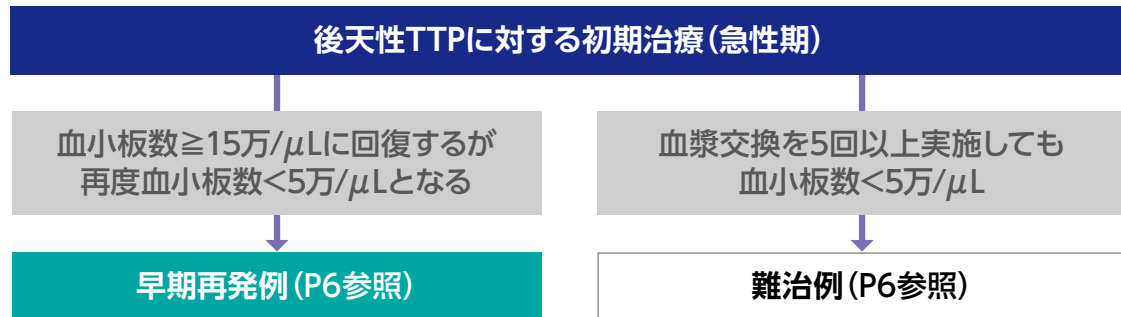 後天性TTPに対する初期治療(急性期)
血小板数≧15万/μLに回復するが
再度血小板数<5万/μLとなる
血漿交換を5回以上実施しても
血小板数<5万/μL
早期再発例(P6参照)
難治例(P6参照)